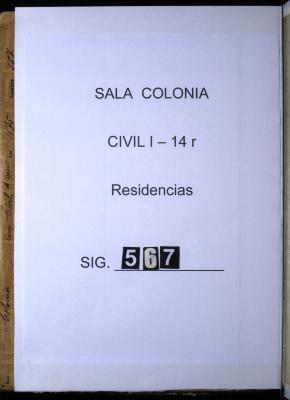 SALA COLONIA
CIVIL I – 14 r
Residencias
SIG. 567